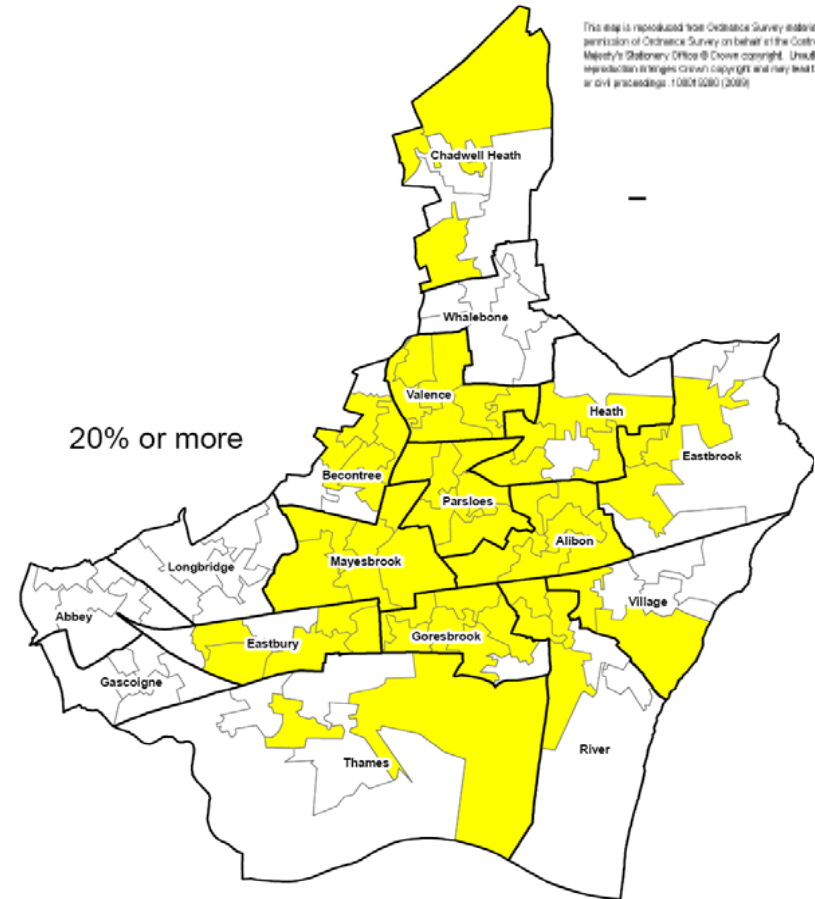 This map is reproduced from Ordnance Survey material
permission of Ordnance Survey on behalf of the Contr
Majesty's Stationery Office © Crown copyright. Unauth
reproduction infringes Crown copyright and may lead t
or civil proceedings. (2009)
Chadwell Heath
Whalebone
Valence
Heath
20% or more
Eastbrook
Becontree
Parsloes
Alibon
Longbridge
Mayesbrook
Village
Abbey
Goresbrook
Eastbury
Gascoigne
River
Thames